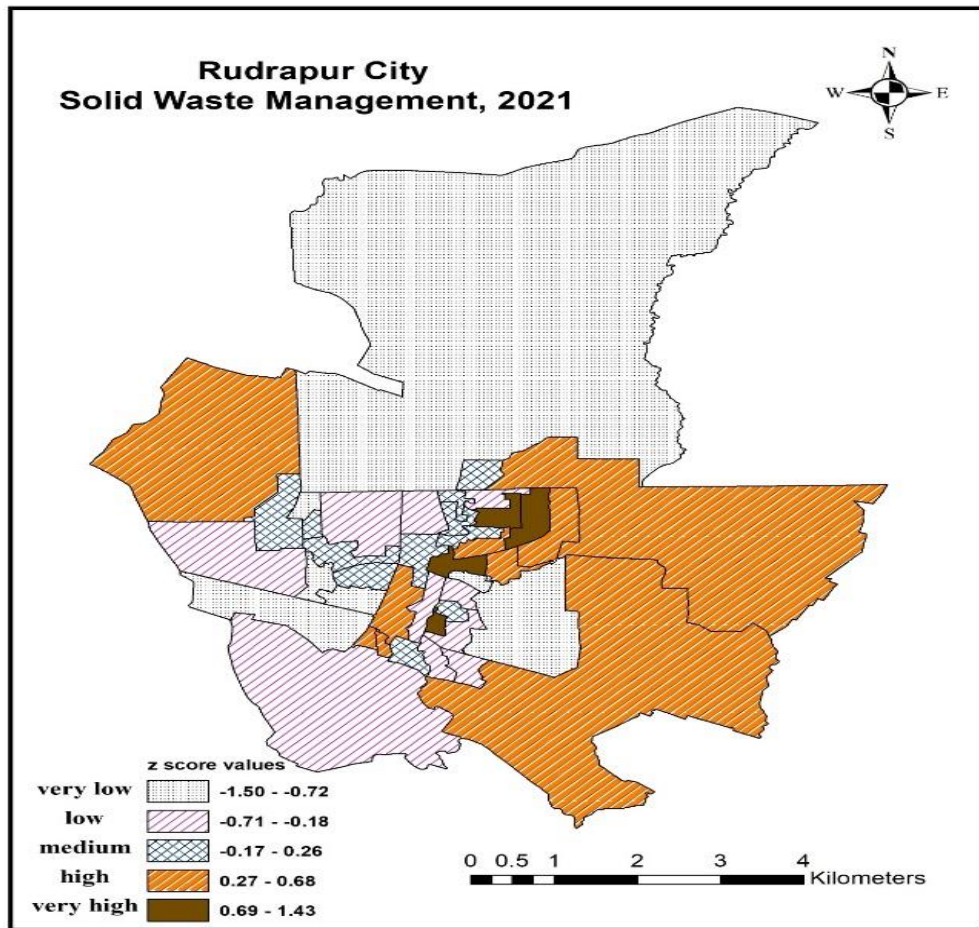 Rudrapur City
Solid Waste Management, 2021
N
W E
S
z score values
very low -1.50 - -0.72
low -0.71 - -0.18
medium -0.17 - 0.26
high 0.27 - 0.68
very high 0.69 - 1.43
0 0.5 1 2 3 4
Kilometers